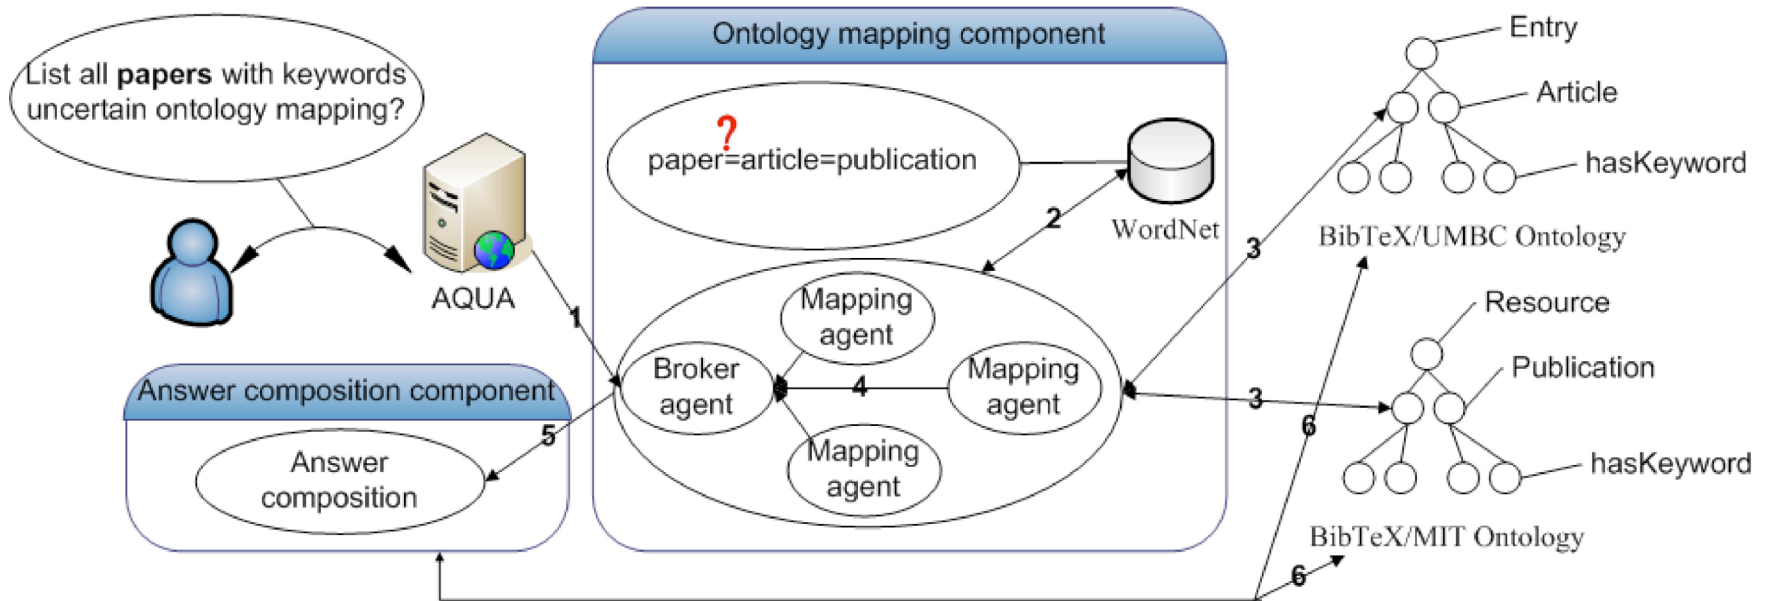 List all papers with keywords
uncertain ontology mapping?
AQUA
1
Answer composition component
5
Answer
composition
Ontology mapping component
?
paper=article=publication
WordNet
2
Mapping
agent
Broker
agent
4
Mapping
agent
Mapping
agent
3
3
6
6
Entry
Article
hasKeyword
BibTeX/UMBC Ontology
Resource
Publication
hasKeyword
BibTeX/MIT Ontology